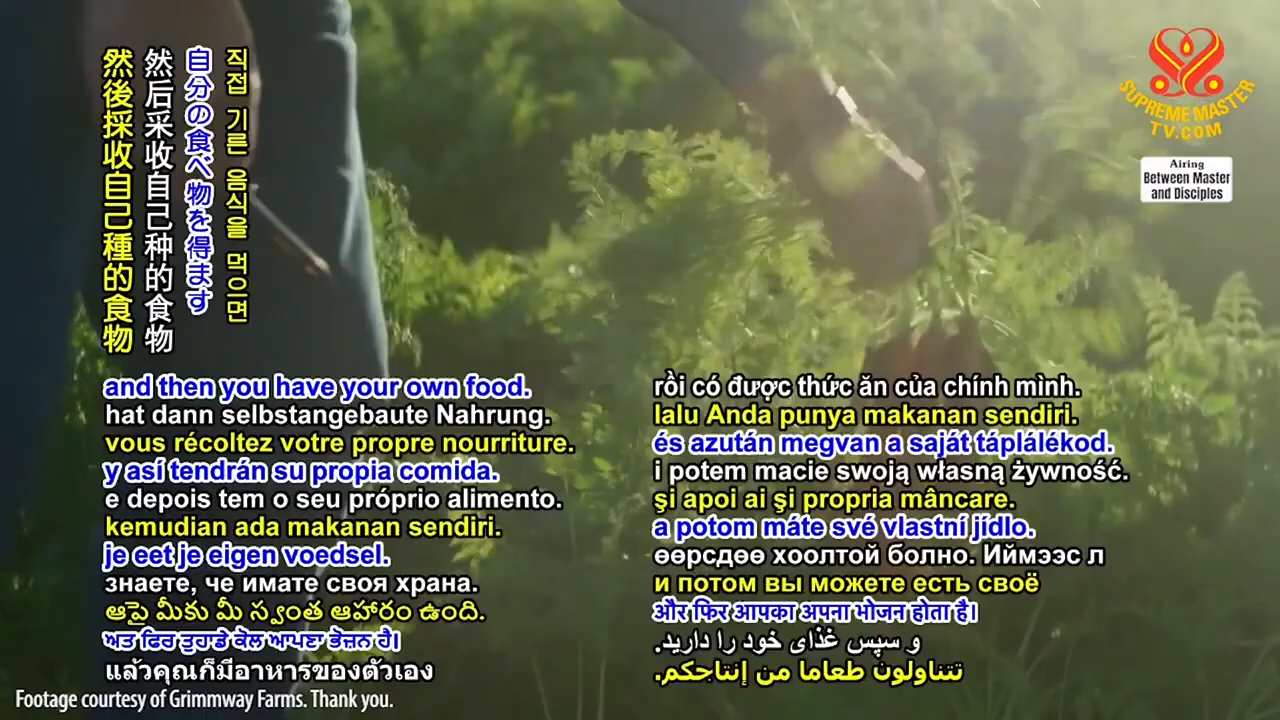 然後採收自己種的食物
然后采收自己种的食物
自分の食べ物を得ます
직접 기른 음식을 먹으면
SUPREME MASTER
TV.COM
Airing
Between Master
and Disciples
and then you have your own food.
hat dann selbstangebaute Nahrung.
vous récoltez votre propre nourriture.
y así tendrán su propia comida.
e depois tem o seu próprio alimento.
kemudian ada makanan sendiri.
je eet je eigen voedsel.
знаете, че имате своя храна.
ఆపై మీకు మీ స్వంత ఆహారం ఉంది.
ਅਤੇ ਫਿਰ ਤੁਹਾਡੇ ਕੋਲ ਆਪਣਾ ਭੋਜਨ ਹੈ।
แล้วคุณก็มีอาหารของตัวเอง
rồi có được thức ăn của chính mình.
lalu Anda punya makanan sendiri.
és azután megvan a saját táplálékod.
i potem macie swoją własną żywność.
şi apoi ai şi propria mâncare.
a potom máte své vlastní jídlo.
өөрсдөө хоолтой болно. Иймээс л
и потом вы можете есть своё
और फिर आपका अपना भोजन होता है।
و سپس غذای خود را دارید.
تتناولون طعاما من إنتاجكم.
Footage courtesy of Grimmway Farms. Thank you.